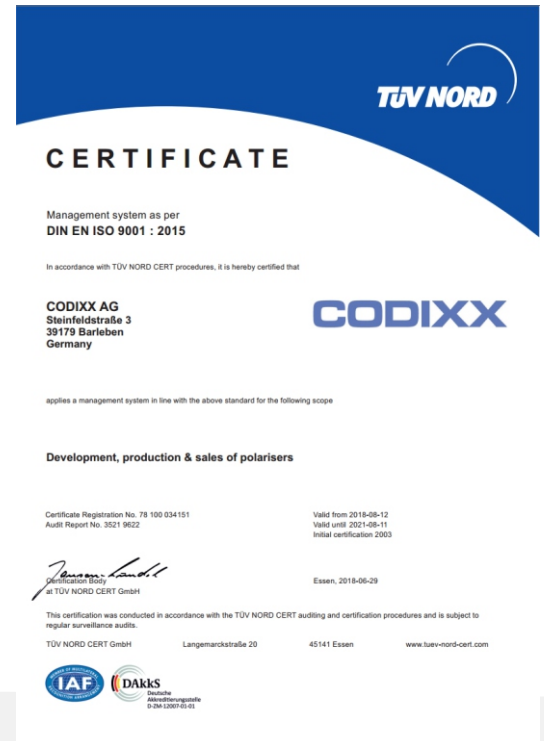 TÜV NORD
CERTIFICATE
Management system as per
DIN EN ISO 9001 : 2015
In accordance with TÜV NORD CERT procedures, it is hereby certified that
CODIXX AG
Steinfeldstraße 3
39179 Barleben
Germany
CODIXX
applies a management system in line with the above standard for the following scope
Development, production & sales of polarisers
Certificate Registration No. 78 100 034151
Audit Report No. 3521 9622
Valid from 2018-08-12
Valid until 2021-08-11
Initial certification 2003
Certification Body
at TÜV NORD CERT GmbH
Essen, 2018-06-29
This certification was conducted in accordance with the TÜV NORD CERT auditing and certification procedures and is subject to
regular surveillance audits.
TÜV NORD CERT GmbH Langemarckstraße 20 45141 Essen www.tuev-nord-cert.com
IAF
DAkkS
Deutsche
Akkreditierungsstelle
D-ZM-12007-01-01